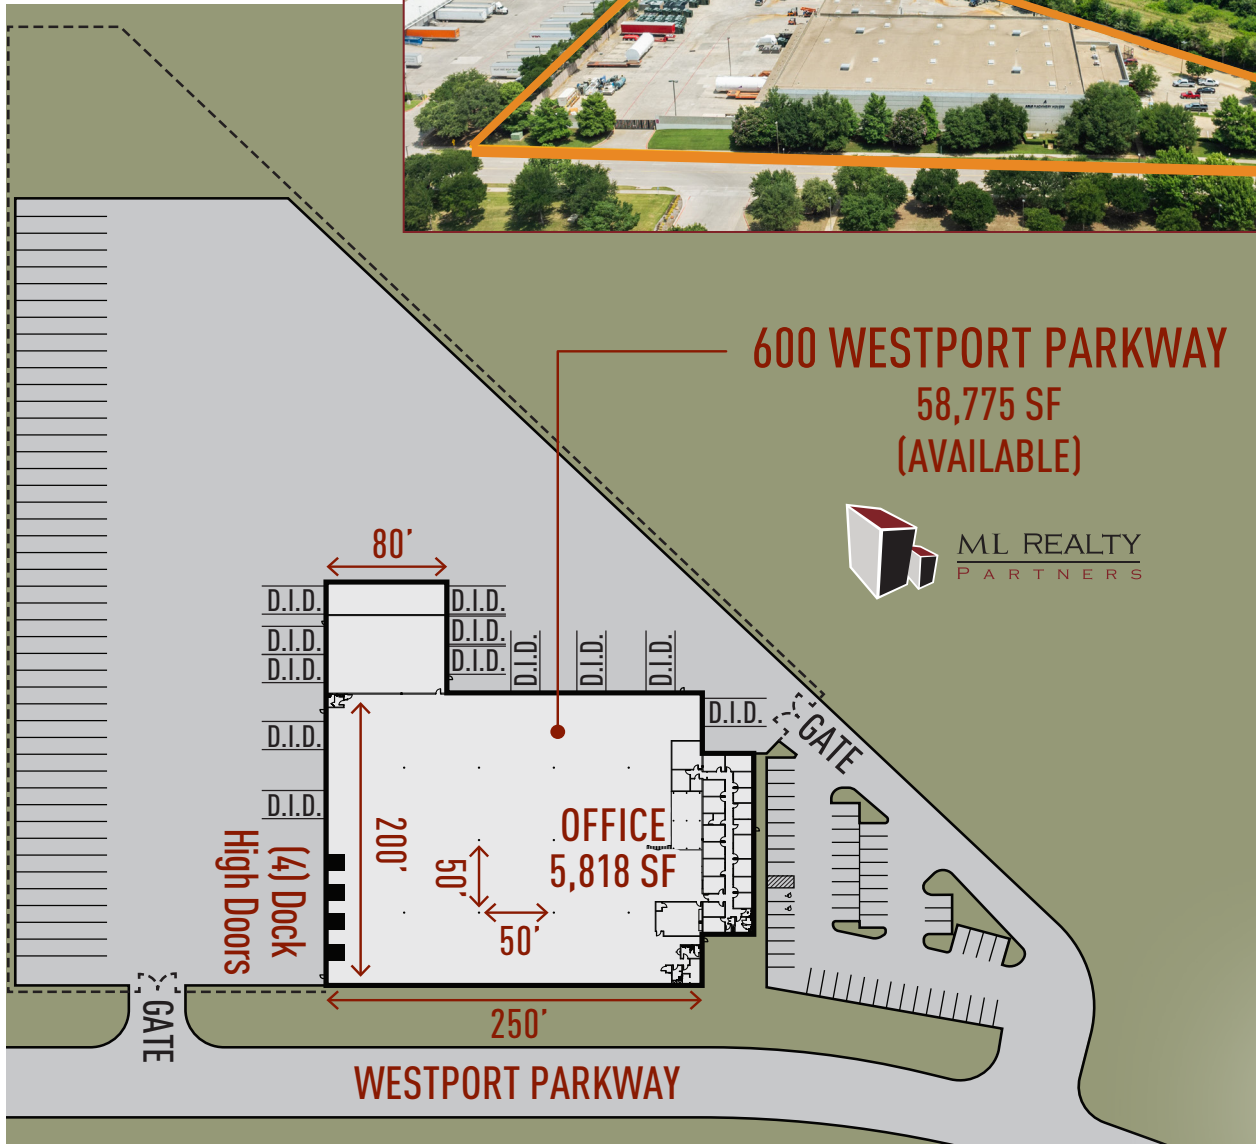 600 WESTPORT PARKWAY
58,775 SF
(AVAILABLE)
ML REALTY
PARTNERS
80'
D.I.D.
D.I.D.
D.I.D.
D.I.D.
D.I.D.
D.I.D.
D.I.D.
D.I.D.
D.I.D.
D.I.D.
D.I.D.
D.I.D.
GATE
OFFICE
5,818 SF
200'
50'
50'
(4) Dock
High Doors
250'
GATE
WESTPORT PARKWAY